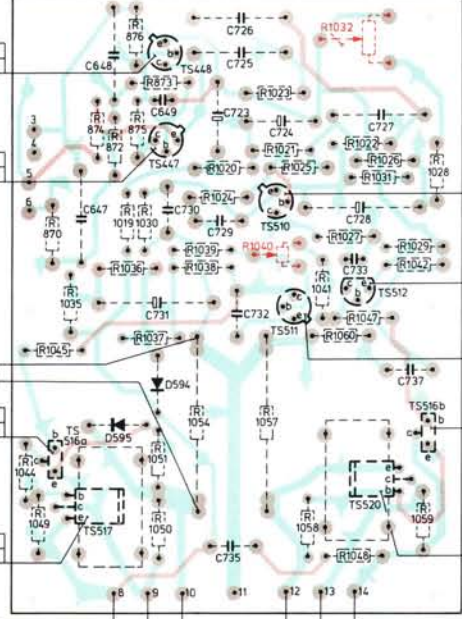 R 876
C726
R1032
C648
b
TS448
C725
R873
R1023
3
4
R 874
R 872
R 875
C649
C723
C724
C727
TS447
R1021
R1022
R1020
R1025
R1026
R1031
R 1028
5
6
R 870
C647
R 1019
R 1030
C730
R1024
C729
TS510
C728
R1027
R1039
R1040
R1029
R1036
R1038
C733
R1042
R 1035
R 1041
TS512
C731
C732
TS511
R1047
R1037
R1060
R1045
C737
D594
R 1054
R 1057
TS516b
b
c
e
TS 516a
b
c
e
D595
R 1044
R 1051
R 1049
b
c
e
TS517
R 1050
R 1058
e
c
b
TS520
R 1059
C735
R1048
8
9
10
11
12
13
14